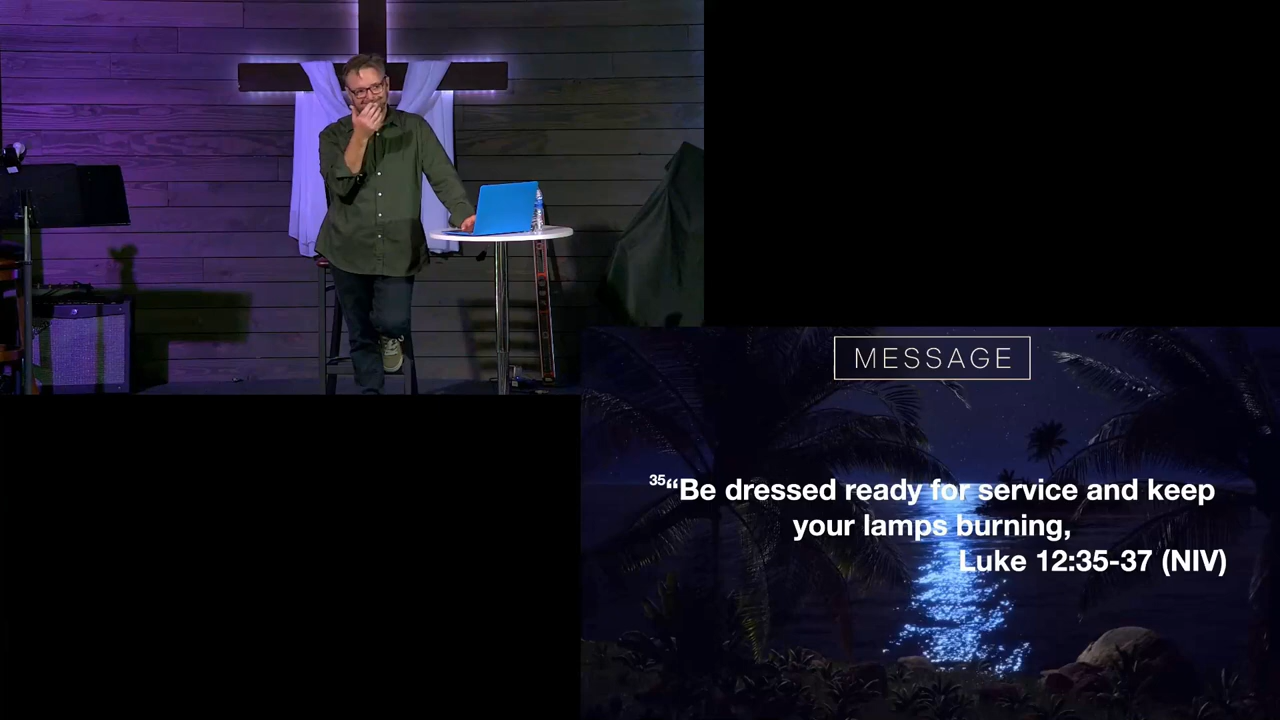 MESSAGE
35“Be dressed ready for service and keep
your lamps burning,
Luke 12:35-37 (NIV)